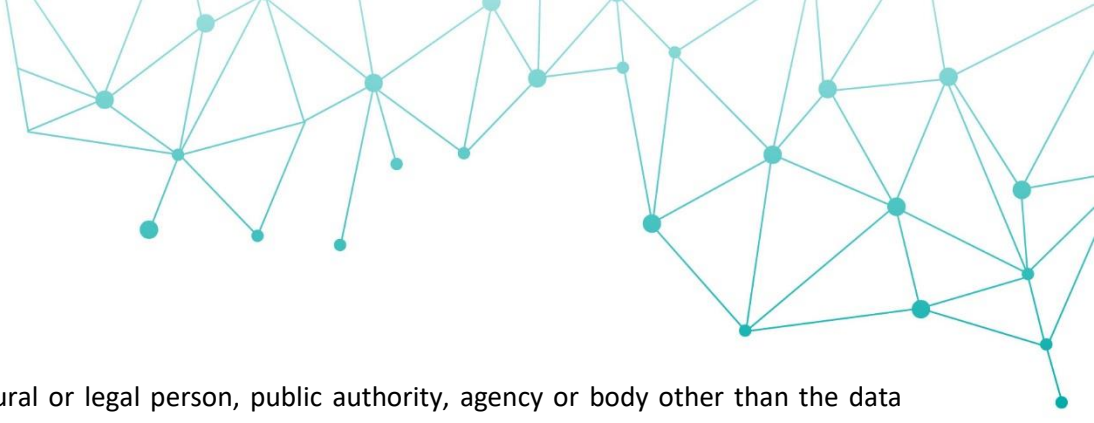 ural or legal person, public authority, agency or body other than the data